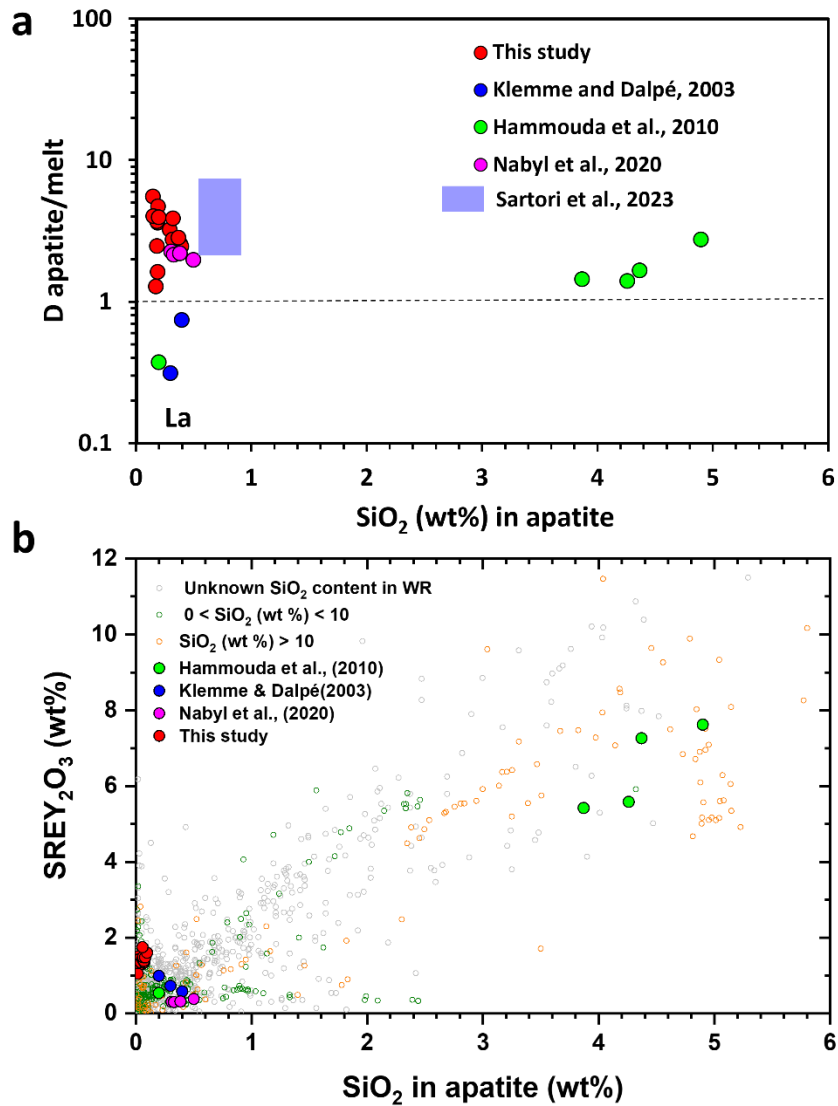 a
100
10
1
0.1
D apatite/melt
This study
Klemme and Dalpé, 2003
Hammouda et al., 2010
Nabyl et al., 2020
Sartori et al., 2023
La
0 1 2 3 4 5 6
SiO₂ (wt%) in apatite
b
12
10
8
6
4
2
0
SREY₂O₃ (wt%)
Unknown SiO₂ content in WR
0 < SiO₂ (wt %) < 10
SiO₂ (wt %) > 10
Hammouda et al., (2010)
Klemme & Dalpé(2003)
Nabyl et al., (2020)
This study
0 1 2 3 4 5 6
SiO₂ in apatite (wt%)